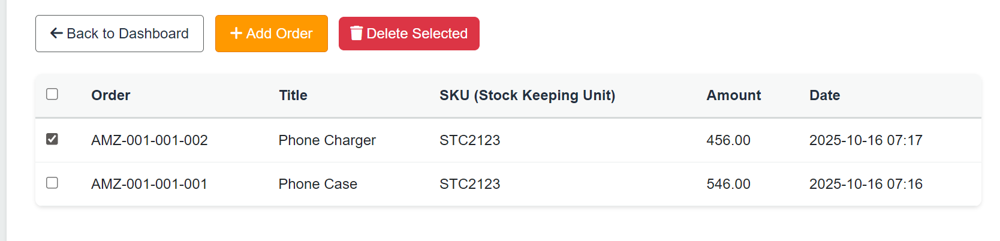 Back to Dashboard Add Order Delete Selected
Order Title SKU (Stock Keeping Unit) Amount Date
AMZ-001-001-002 Phone Charger STC2123 456.00 2025-10-16 07:17
AMZ-001-001-001 Phone Case STC2123 546.00 2025-10-16 07:16